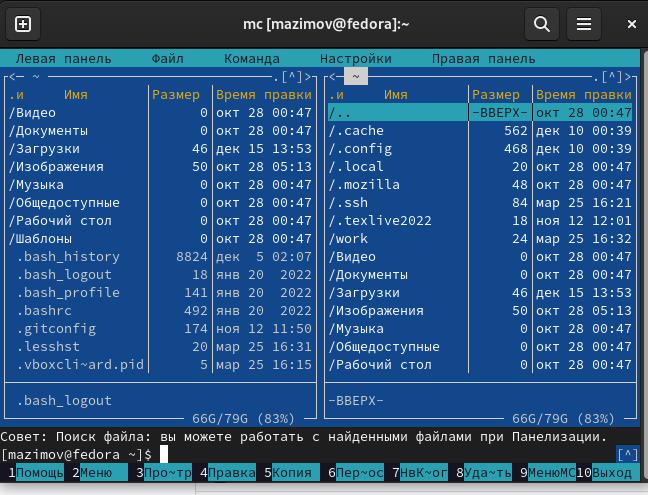 mc [mazimov@fedora]:~
Левая панель Файл Команда Настройки Правая панель
<─ ~ .[^]> <─ ~ .[^]>
.и Имя Размер Время правки .и Имя Размер Время правки
/Видео 0 окт 28 00:47 /.. -ВВЕРХ- окт 28 00:47
/Документы 0 окт 28 00:47 /.cache 562 дек 10 00:39
/Загрузки 46 дек 15 13:53 /.config 468 дек 10 00:39
/Изображения 50 окт 28 05:13 /.local 20 окт 28 00:47
/Музыка 0 окт 28 00:47 /.mozilla 48 окт 28 00:47
/Общедоступные 0 окт 28 00:47 /.ssh 84 мар 25 16:21
/Рабочий стол 0 окт 28 00:47 /.texlive2022 18 ноя 12 12:01
/Шаблоны 0 окт 28 00:47 /work 24 мар 25 16:32
.bash_history 8824 дек 5 02:07 /Видео 0 окт 28 00:47
.bash_logout 18 янв 20 2022 /Документы 0 окт 28 00:47
.bash_profile 141 янв 20 2022 /Загрузки 46 дек 15 13:53
.bashrc 492 янв 20 2022 /Изображения 50 окт 28 05:13
.gitconfig 174 ноя 12 11:50 /Музыка 0 окт 28 00:47
.lesshst 20 мар 25 16:31 /Общедоступные 0 окт 28 00:47
.vboxcli~ard.pid 5 мар 25 16:15 /Рабочий стол 0 окт 28 00:47
.bash_logout -ВВЕРХ-
66G/79G (83%) 66G/79G (83%)
Совет: Поиск файла: вы можете работать с найденными файлами при Панелизации.
[mazimov@fedora ~]$ [^]
1Помощь 2Меню 3Про~тр 4Правка 5Копия 6Пер~ос 7НвК~ог 8Уда~ть 9МенюМС 10Выход